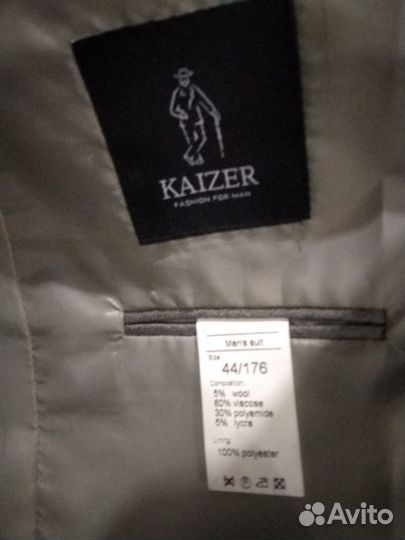 KAIZER
FASHION FOR MAN
Men's suit
Size
44/176
Composition:
5% wool
60% viscose
30% polyamide
5% lycra
Lining:
100% polyester
Avito